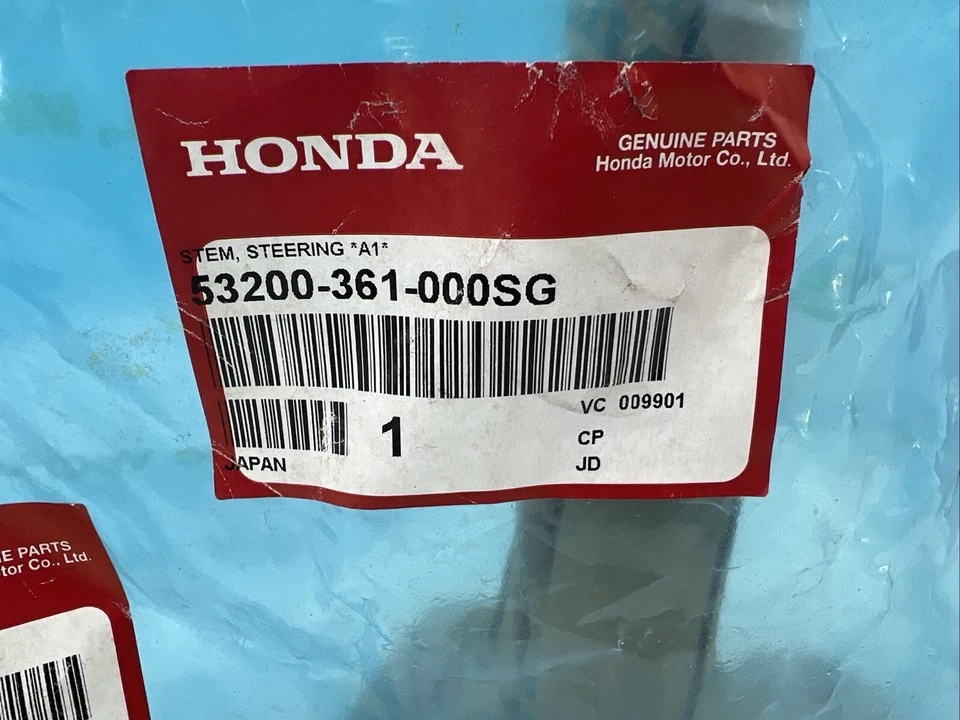 HONDA
GENUINE PARTS
Honda Motor Co., Ltd.
STEM, STEERING *A1*
53200-361-000SG
1
VC 009901
CP
JAPAN
JD
PARTS
Co., Ltd.